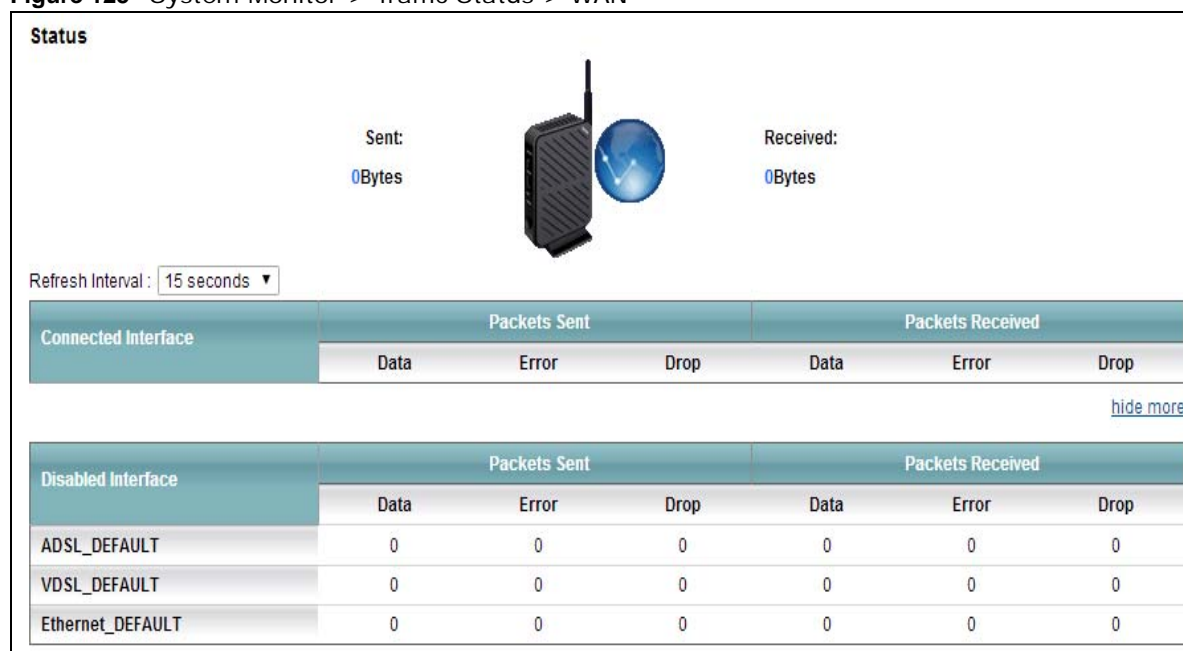 Figure 123 System Monitor > Traffic Status > WAN
Status
Sent: Received:
0Bytes 0Bytes
Refresh Interval : 15 seconds ▼
Connected Interface Packets Sent Packets Received
Data Error Drop Data Error Drop
hide more
Disabled Interface Packets Sent Packets Received
Data Error Drop Data Error Drop
ADSL_DEFAULT 0 0 0 0 0 0
VDSL_DEFAULT 0 0 0 0 0 0
Ethernet_DEFAULT 0 0 0 0 0 0